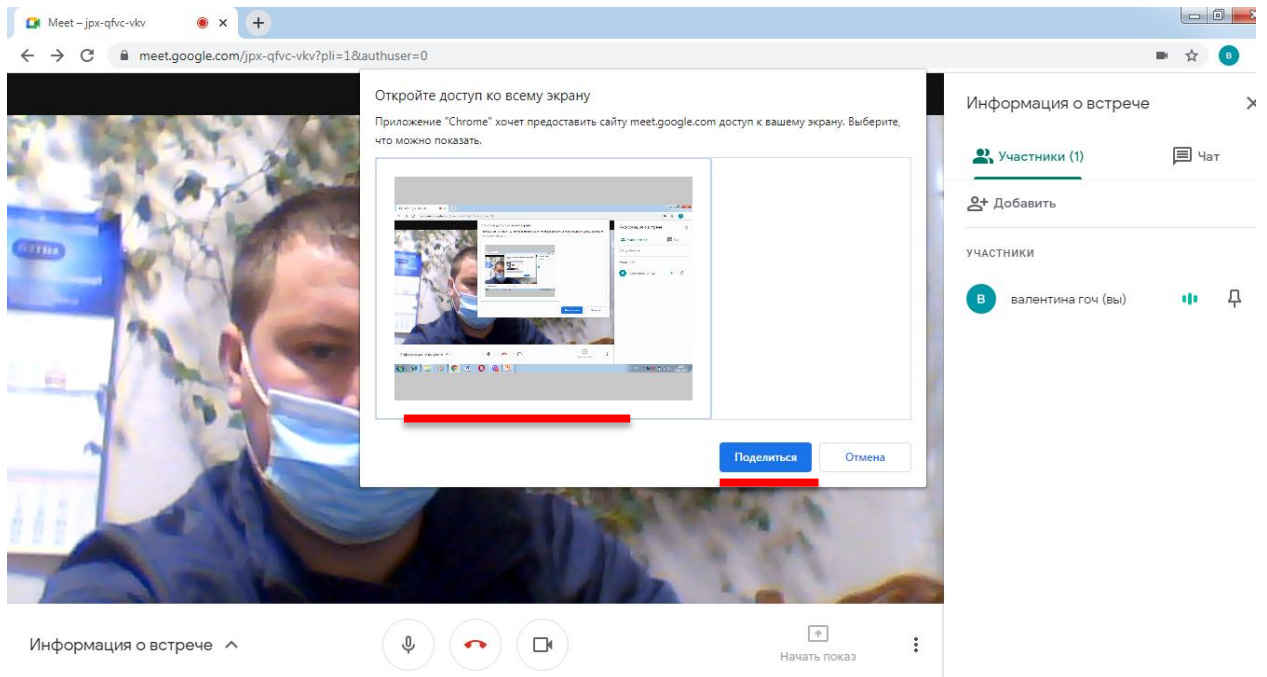 Meet – jpx-qfvc-vkv
meet.google.com/jpx-qfvc-vkv?pli=1&authuser=0
В
Откройте доступ ко всему экрану
Приложение "Chrome" хочет предоставить сайту meet.google.com доступ к вашему экрану. Выберите,
что можно показать.
Поделиться
Отмена
Информация о встрече
Участники (1)
Чат
Добавить
УЧАСТНИКИ
В
валентина гоч (вы)
Информация о встрече
Начать показ